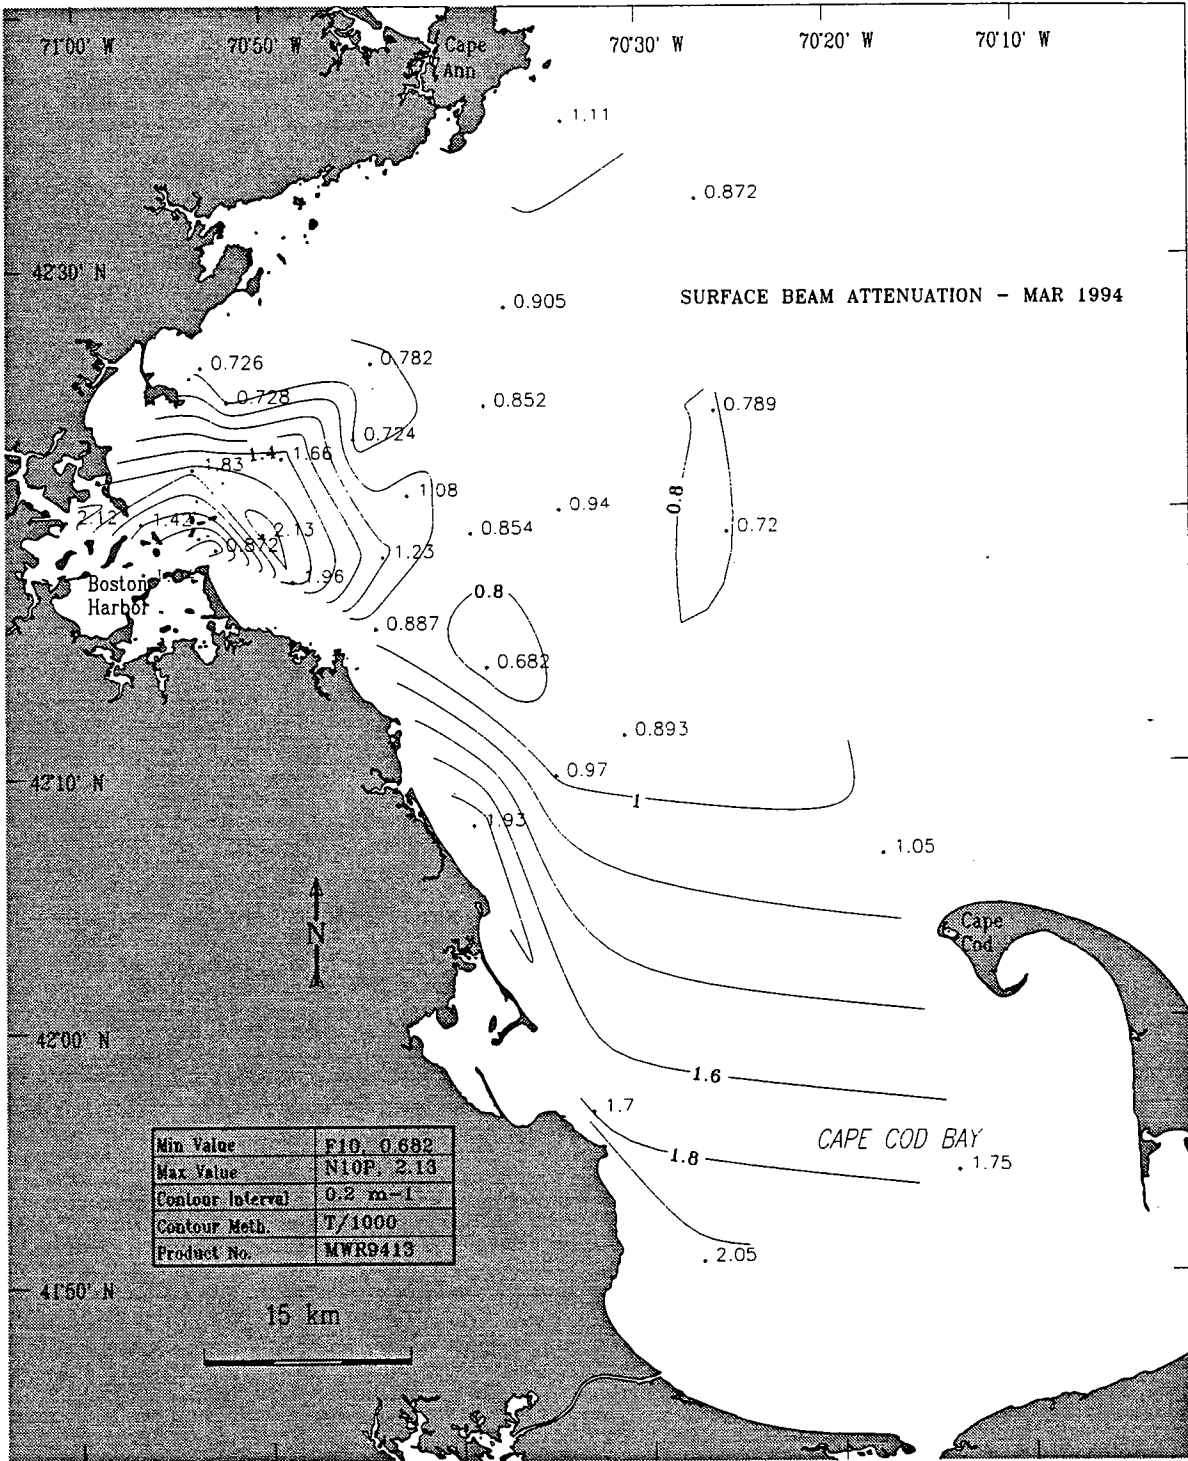 71°00' W 70°50' W 70°30' W 70°20' W 70°10' W
Cape
Ann
1.11
0.872
42°30' N
0.905
SURFACE BEAM ATTENUATION - MAR 1994
0.726
0.782
0.728
0.852
0.789
0.724
1.4
1.66
1.83
1.08
0.8
0.94
2.12
1.42
2.13
0.854
0.72
0.872
1.23
1.96
Boston
Harbor
0.8
0.887
0.682
0.893
42°10' N
0.97
1
1.93
1.05
N
Cape
Cod
42°00' N
1.6
1.7
CAPE COD BAY
1.8
1.75
Min Value F10, 0.682
Max Value N10P, 2.13
Contour Interval 0.2 m-1
Contour Meth. T/1000
Product No. MWR9413
2.05
41°50' N
15 km